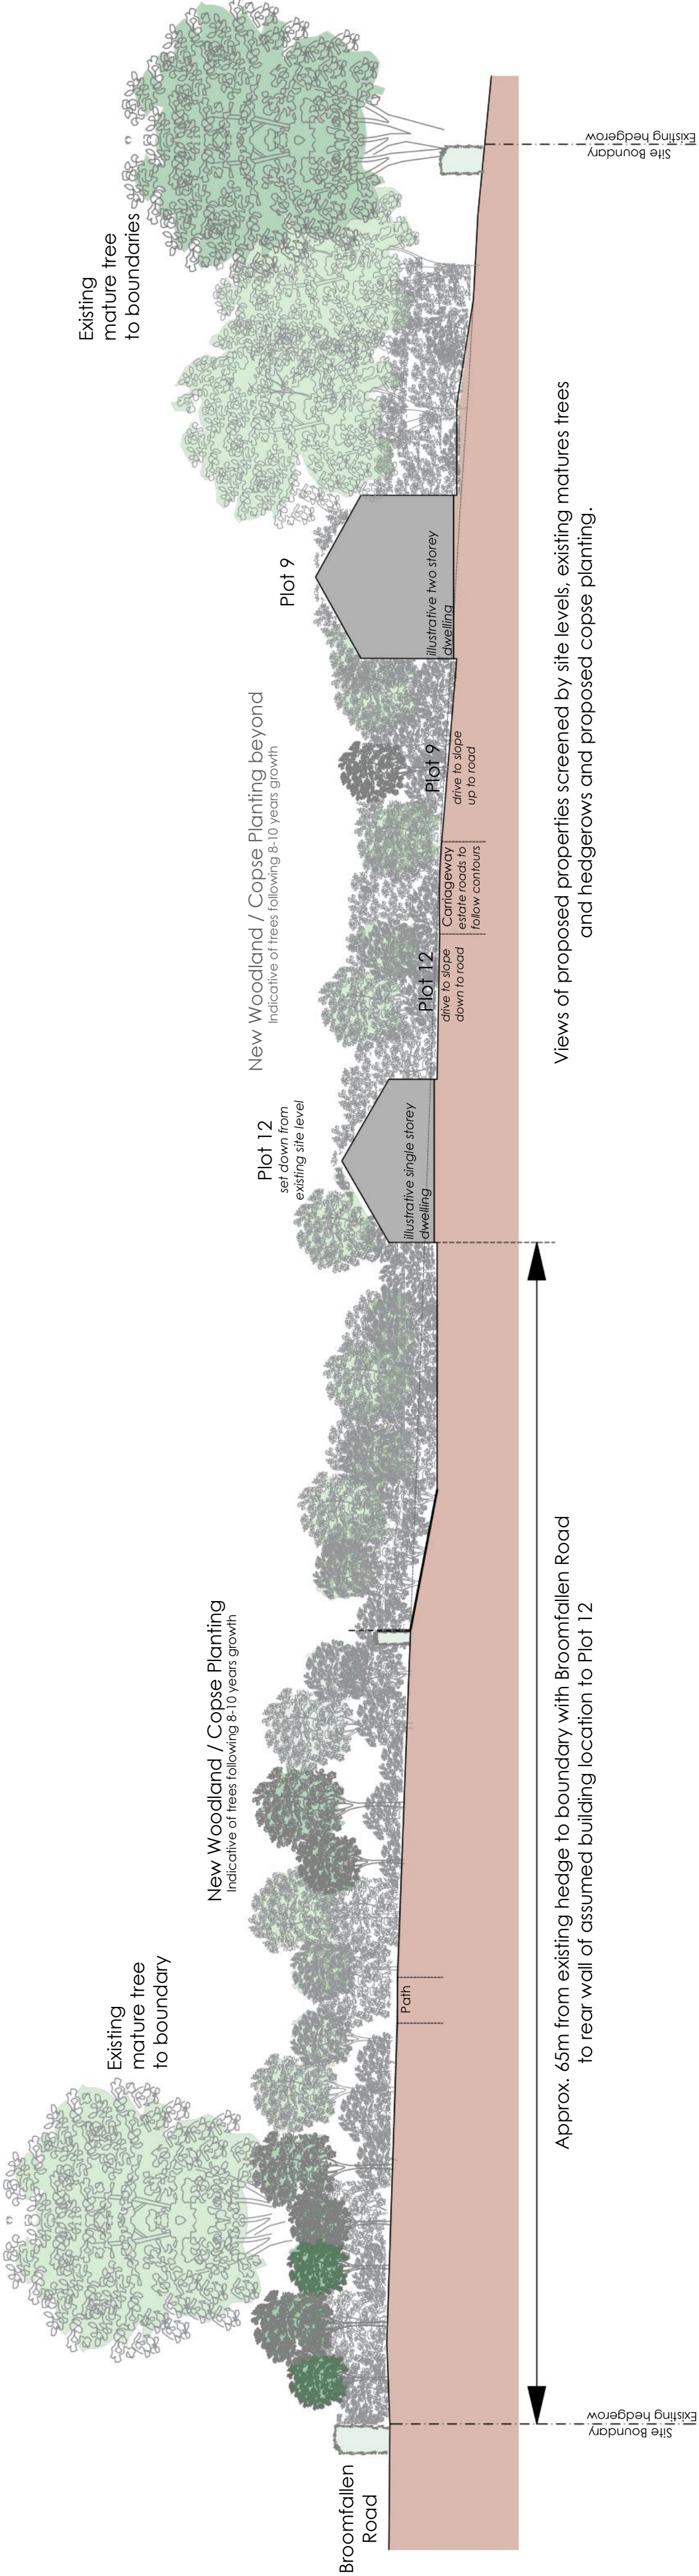 Broomfallen
Road
Existing
mature tree
to boundary
New Woodland / Copse Planting
Indicative of trees following 8-10 years growth
Path
Plot 12
set down from
existing site level
illustrative single storey
dwelling
New Woodland / Copse Planting beyond
Indicative of trees following 8-10 years growth
Plot 12
drive to slope
down to road
Carriageway
estate roads to
follow contours
Plot 9
drive to slope
up to road
Plot 9
illustrative two storey
dwelling
Existing
mature tree
to boundaries
Site Boundary
Existing hedgerow
Approx. 65m from existing hedge to boundary with Broomfallen Road
to rear wall of assumed building location to Plot 12
Views of proposed properties screened by site levels, existing matures trees
and hedgerows and proposed copse planting.
Site Boundary
Existing hedgerow